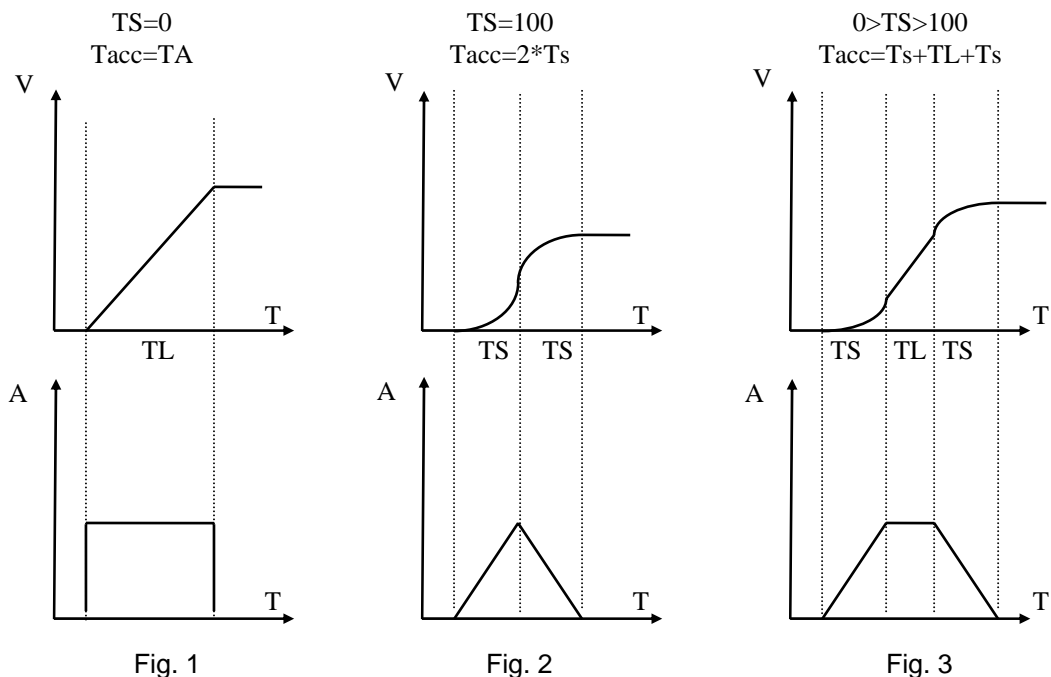 TS=0
Tacc=TA
V
T
TL
A
T
Fig. 1
TS=100
Tacc=2*Ts
V
T
TS TS
A
T
Fig. 2
0>TS>100
Tacc=Ts+TL+Ts
V
T
TS TL TS
A
T
Fig. 3